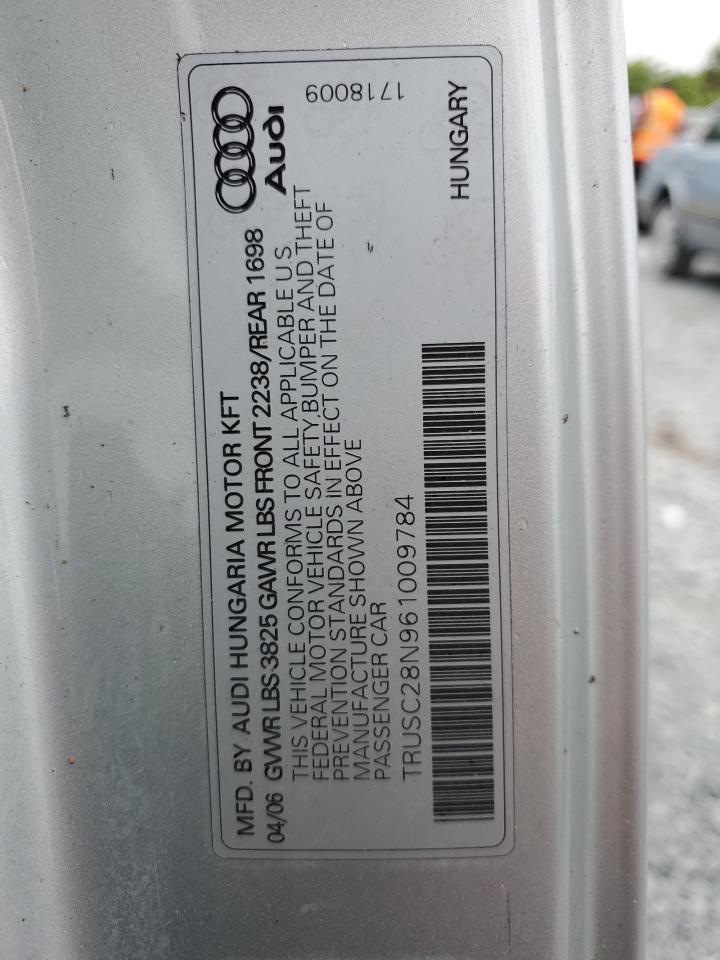 MFD. BY AUDI HUNGARIA MOTOR KFT
04/06 GVWR LBS:3825 GAWR LBS FRONT 2238/REAR 1698
THIS VEHICLE CONFORMS TO ALL APPLICABLE U.S
FEDERAL MOTOR VEHICLE SAFETY,BUMPER AND THEFT
PREVENTION STANDARDS IN EFFECT ON THE DATE OF
MANUFACTURE SHOWN ABOVE
PASSENGER CAR
TRUSC28N961009784
Audi
1718009
HUNGARY